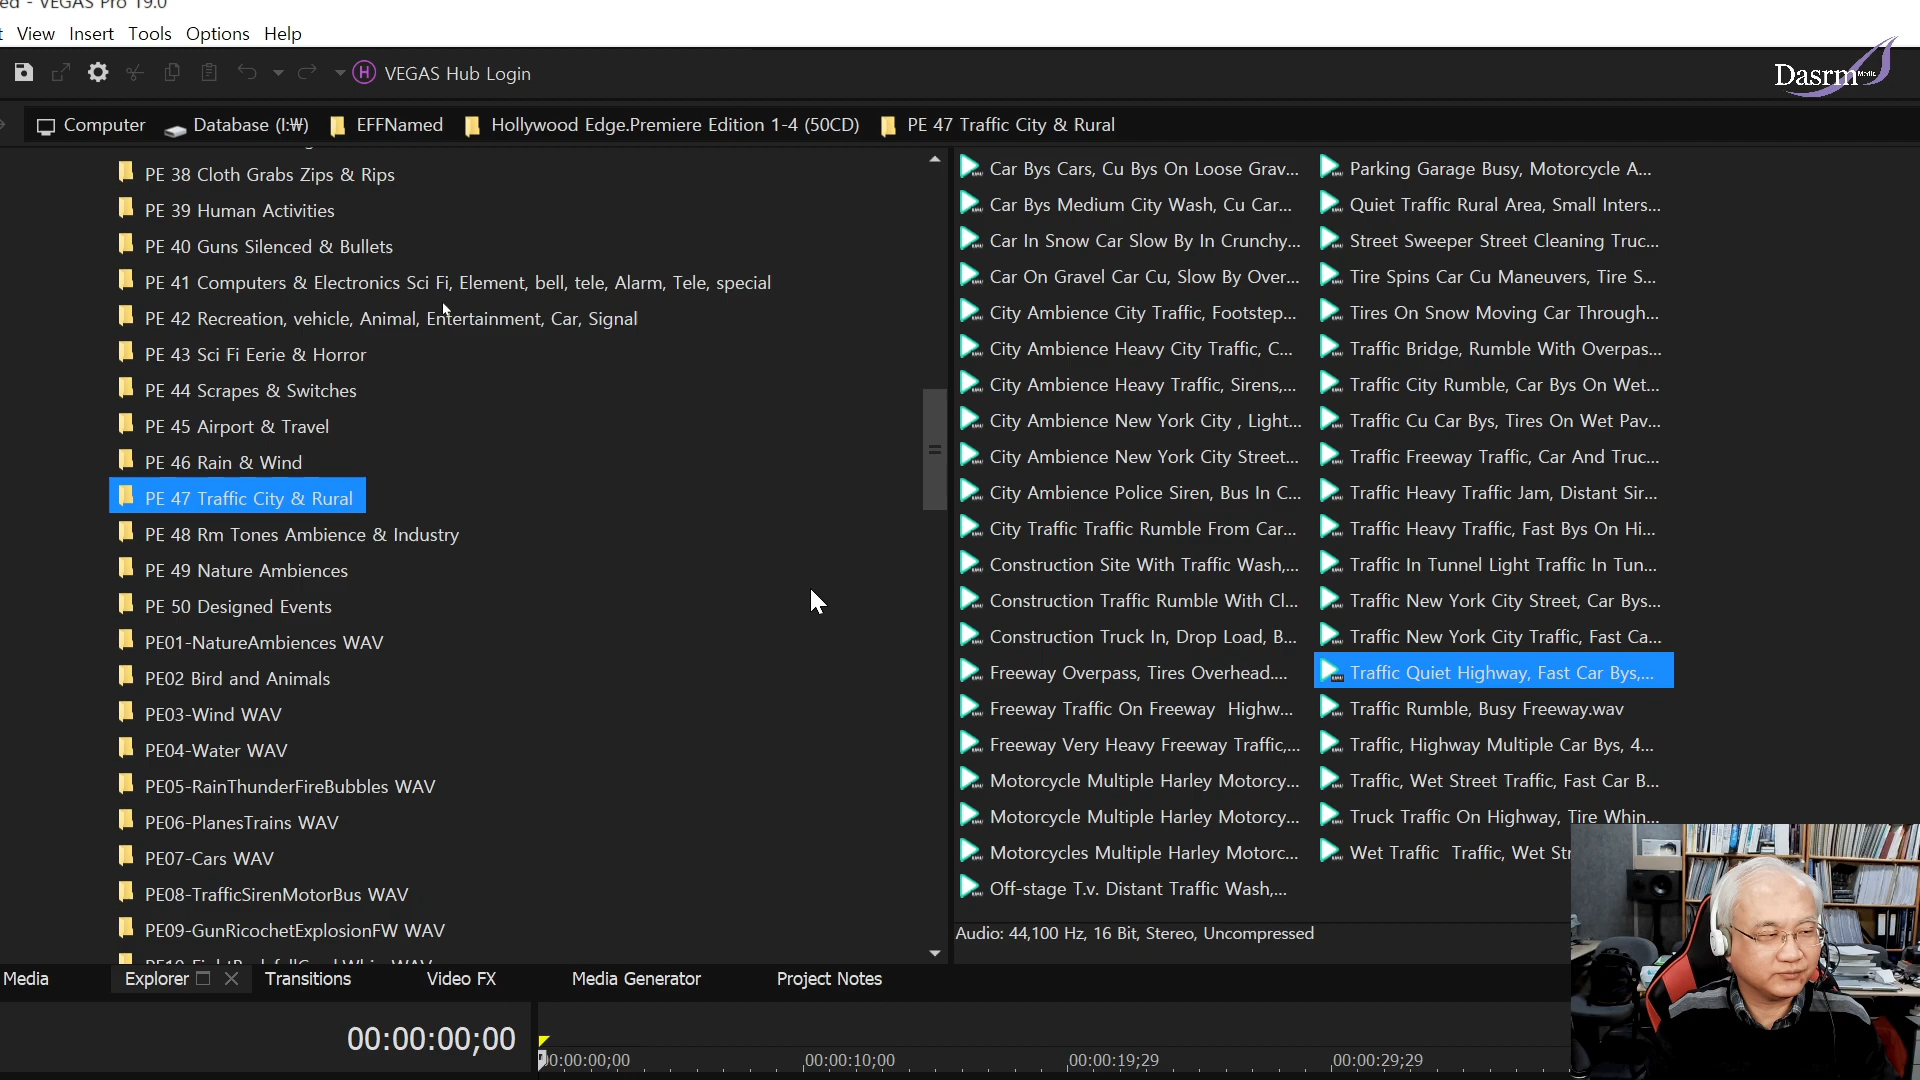 ed - VEGAS Pro 19.0
t View Insert Tools Options Help
VEGAS Hub Login
Dasrm Media
Computer Database (I:₩) EFFNamed Hollywood Edge.Premiere Edition 1-4 (50CD) PE 47 Traffic City & Rural
PE 38 Cloth Grabs Zips & Rips
PE 39 Human Activities
PE 40 Guns Silenced & Bullets
PE 41 Computers & Electronics Sci Fi, Element, bell, tele, Alarm, Tele, special
PE 42 Recreation, vehicle, Animal, Entertainment, Car, Signal
PE 43 Sci Fi Eerie & Horror
PE 44 Scrapes & Switches
PE 45 Airport & Travel
PE 46 Rain & Wind
PE 47 Traffic City & Rural
PE 48 Rm Tones Ambience & Industry
PE 49 Nature Ambiences
PE 50 Designed Events
PE01-NatureAmbiences WAV
PE02 Bird and Animals
PE03-Wind WAV
PE04-Water WAV
PE05-RainThunderFireBubbles WAV
PE06-PlanesTrains WAV
PE07-Cars WAV
PE08-TrafficSirenMotorBus WAV
PE09-GunRicochetExplosionFW WAV
Car Bys Cars, Cu Bys On Loose Grav...
Car Bys Medium City Wash, Cu Car...
Car In Snow Car Slow By In Crunchy...
Car On Gravel Car Cu, Slow By Over...
City Ambience City Traffic, Footstep...
City Ambience Heavy City Traffic, C...
City Ambience Heavy Traffic, Sirens,...
City Ambience New York City , Light...
City Ambience New York City Street...
City Ambience Police Siren, Bus In C...
City Traffic Traffic Rumble From Car...
Construction Site With Traffic Wash,...
Construction Traffic Rumble With Cl...
Construction Truck In, Drop Load, B...
Freeway Overpass, Tires Overhead....
Freeway Traffic On Freeway Highw...
Freeway Very Heavy Freeway Traffic,...
Motorcycle Multiple Harley Motorcy...
Motorcycle Multiple Harley Motorcy...
Motorcycles Multiple Harley Motorc...
Off-stage T.v. Distant Traffic Wash,...
Parking Garage Busy, Motorcycle A...
Quiet Traffic Rural Area, Small Inters...
Street Sweeper Street Cleaning Truc...
Tire Spins Car Cu Maneuvers, Tire S...
Tires On Snow Moving Car Through...
Traffic Bridge, Rumble With Overpas...
Traffic City Rumble, Car Bys On Wet...
Traffic Cu Car Bys, Tires On Wet Pav...
Traffic Freeway Traffic, Car And Truc...
Traffic Heavy Traffic Jam, Distant Sir...
Traffic Heavy Traffic, Fast Bys On Hi...
Traffic In Tunnel Light Traffic In Tun...
Traffic New York City Street, Car Bys...
Traffic New York City Traffic, Fast Ca...
Traffic Quiet Highway, Fast Car Bys,...
Traffic Rumble, Busy Freeway.wav
Traffic, Highway Multiple Car Bys, 4...
Traffic, Wet Street Traffic, Fast Car B...
Truck Traffic On Highway, Tire Whin...
Wet Traffic Traffic, Wet Str
Audio: 44,100 Hz, 16 Bit, Stereo, Uncompressed
Media Explorer Transitions Video FX Media Generator Project Notes
00:00:00;00
00:00:00;00 00:00:10;00 00:00:19;29 00:00:29;29